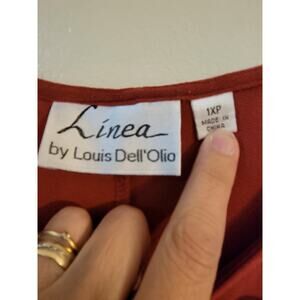 Linea
by Louis Dell'Olio
1XP
MADE IN
CHINA